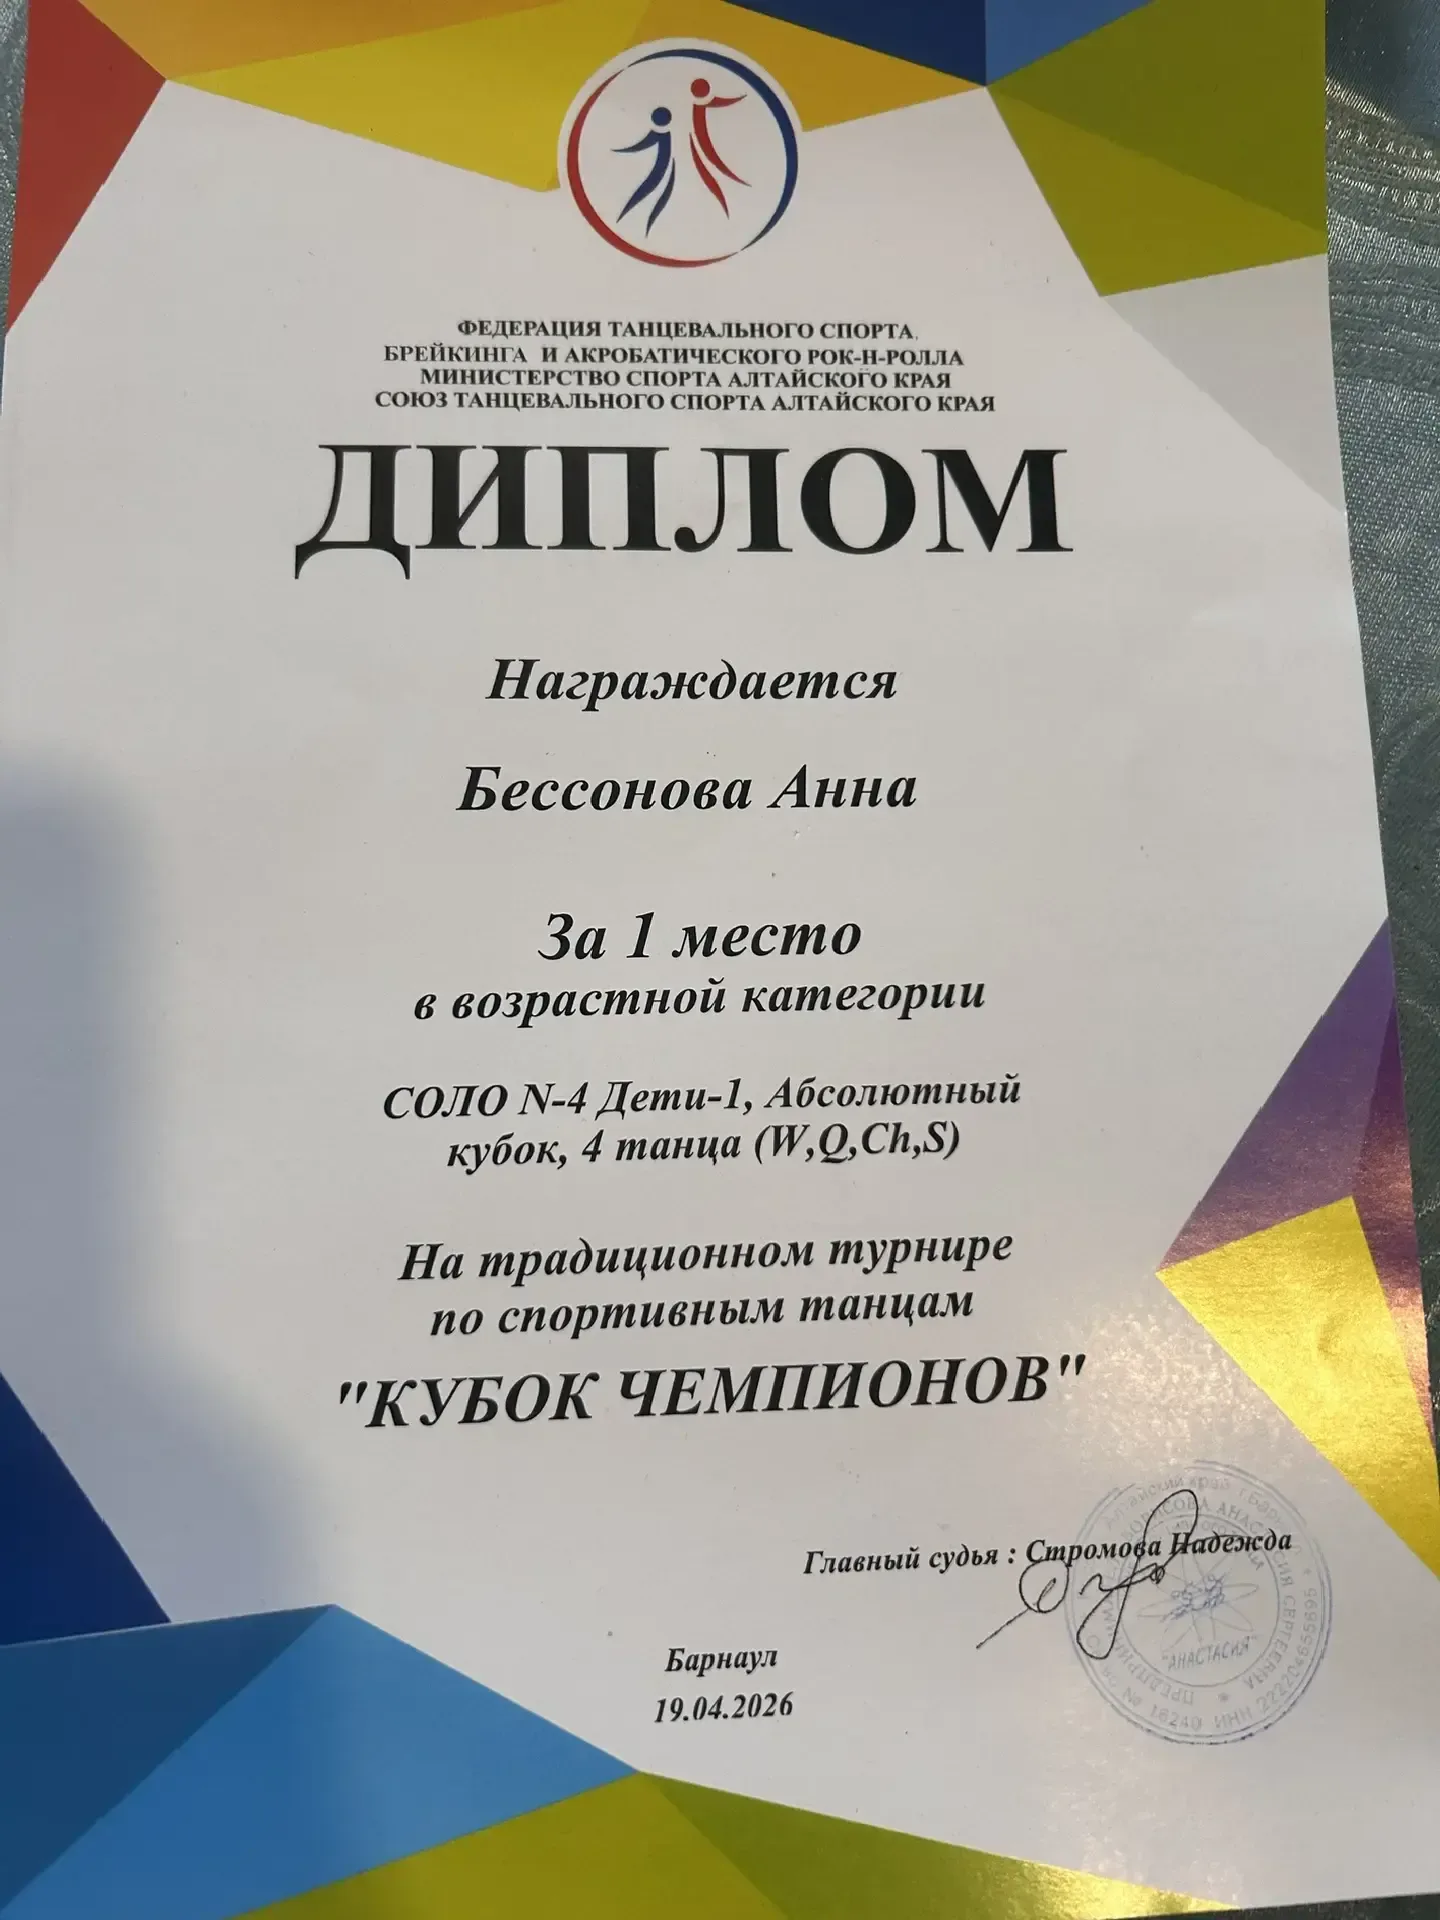 ФЕДЕРАЦИЯ ТАНЦЕВАЛЬНОГО СПОРТА,
БРЕЙКИНГА И АКРОБАТИЧЕСКОГО РОК-Н-РОЛЛА
МИНИСТЕРСТВО СПОРТА АЛТАЙСКОГО КРАЯ
СОЮЗ ТАНЦЕВАЛЬНОГО СПОРТА АЛТАЙСКОГО КРАЯ
ДИПЛОМ
Награждается
Бессонова Анна
За 1 место
в возрастной категории
СОЛО N-4 Дети-1, Абсолютный
кубок, 4 танца (W,Q,Ch,S)
На традиционном турнире
по спортивным танцам
"КУБОК ЧЕМПИОНОВ"
Главный судья : Стромова Надежда
Барнаул
19.04.2026
"АНАСТАСИЯ"